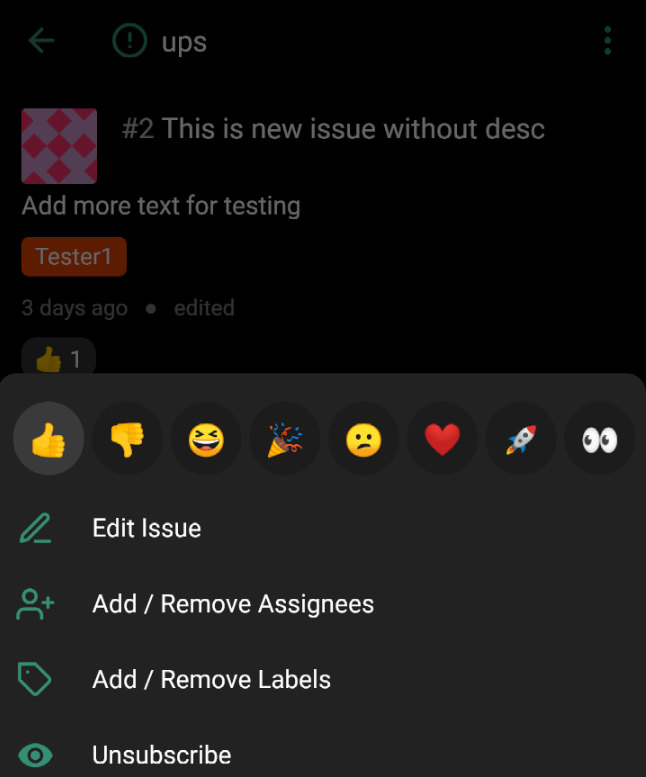 ups
#2 This is new issue without desc
Add more text for testing
Tester1
3 days ago ● edited
👍 1
Edit Issue
Add / Remove Assignees
Add / Remove Labels
Unsubscribe